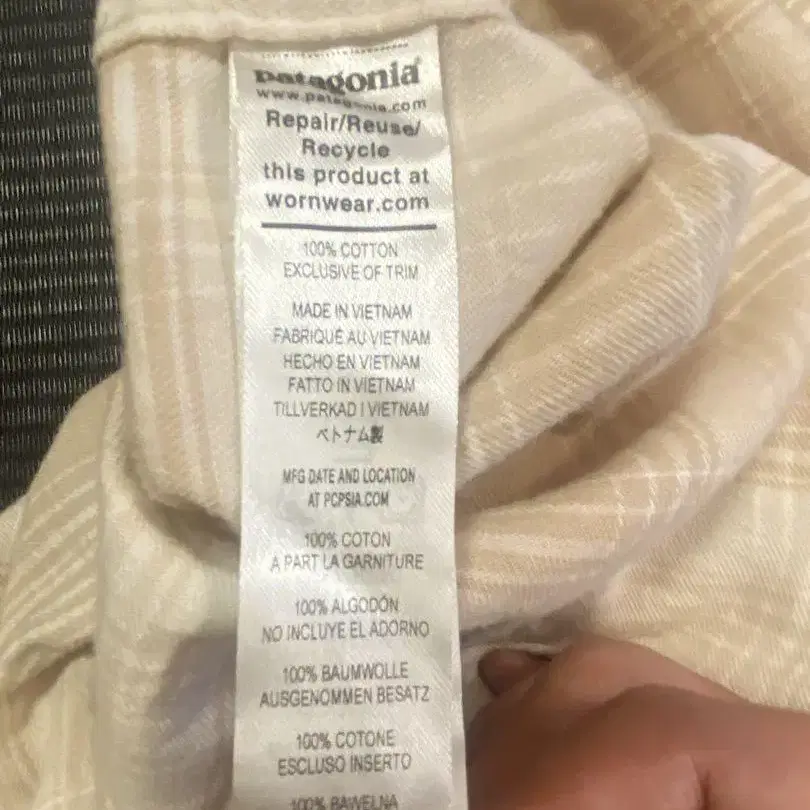 patagonia
www.patagonia.com
Repair/Reuse/
Recycle
this product at
wornwear.com
100% COTTON
EXCLUSIVE OF TRIM
MADE IN VIETNAM
FABRIQUÉ AU VIETNAM
HECHO EN VIETNAM
FATTO IN VIETNAM
TILLVERKAD I VIETNAM
ベトナム製
MFG DATE AND LOCATION
AT PCPSIA.COM
100% COTON
A PART LA GARNITURE
100% ALGODÓN
NO INCLUYE EL ADORNO
100% BAUMWOLLE
AUSGENOMMEN BESATZ
100% COTONE
ESCLUSO INSERTO
100% BAWEŁNA